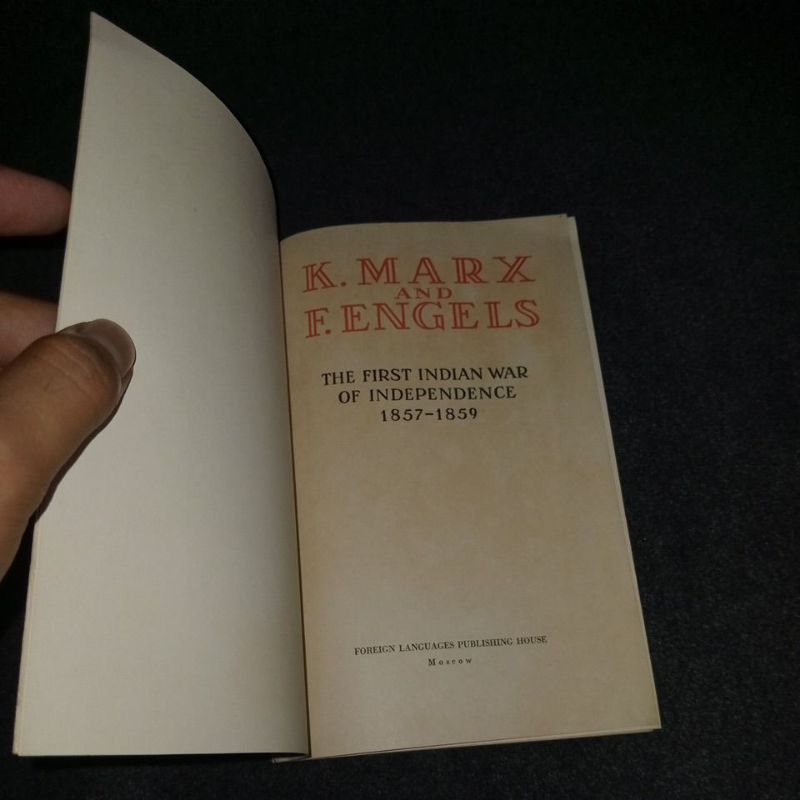 K. MARX
AND
F. ENGELS
THE FIRST INDIAN WAR
OF INDEPENDENCE
1857-1859
FOREIGN LANGUAGES PUBLISHING HOUSE
Moscow